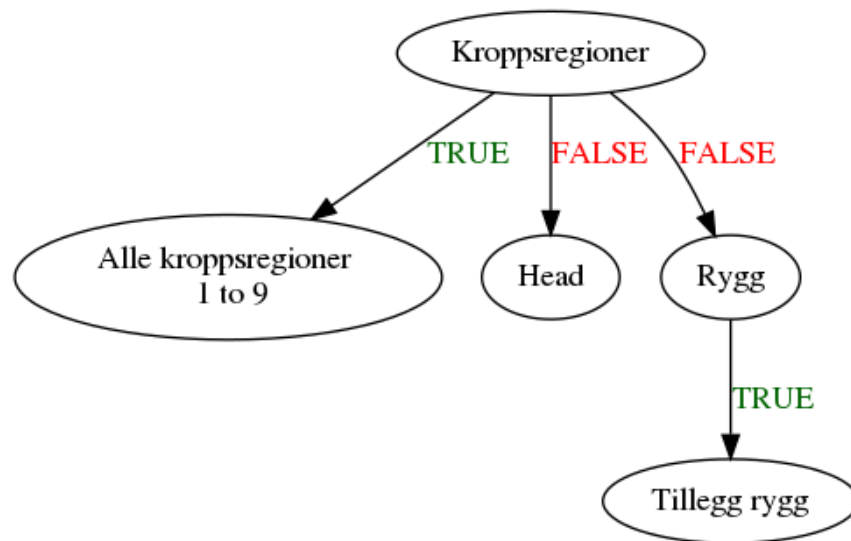 Kroppsregioner
TRUE
FALSE
FALSE
Alle kroppsregioner
1 to 9
Head
Rygg
TRUE
Tillegg rygg